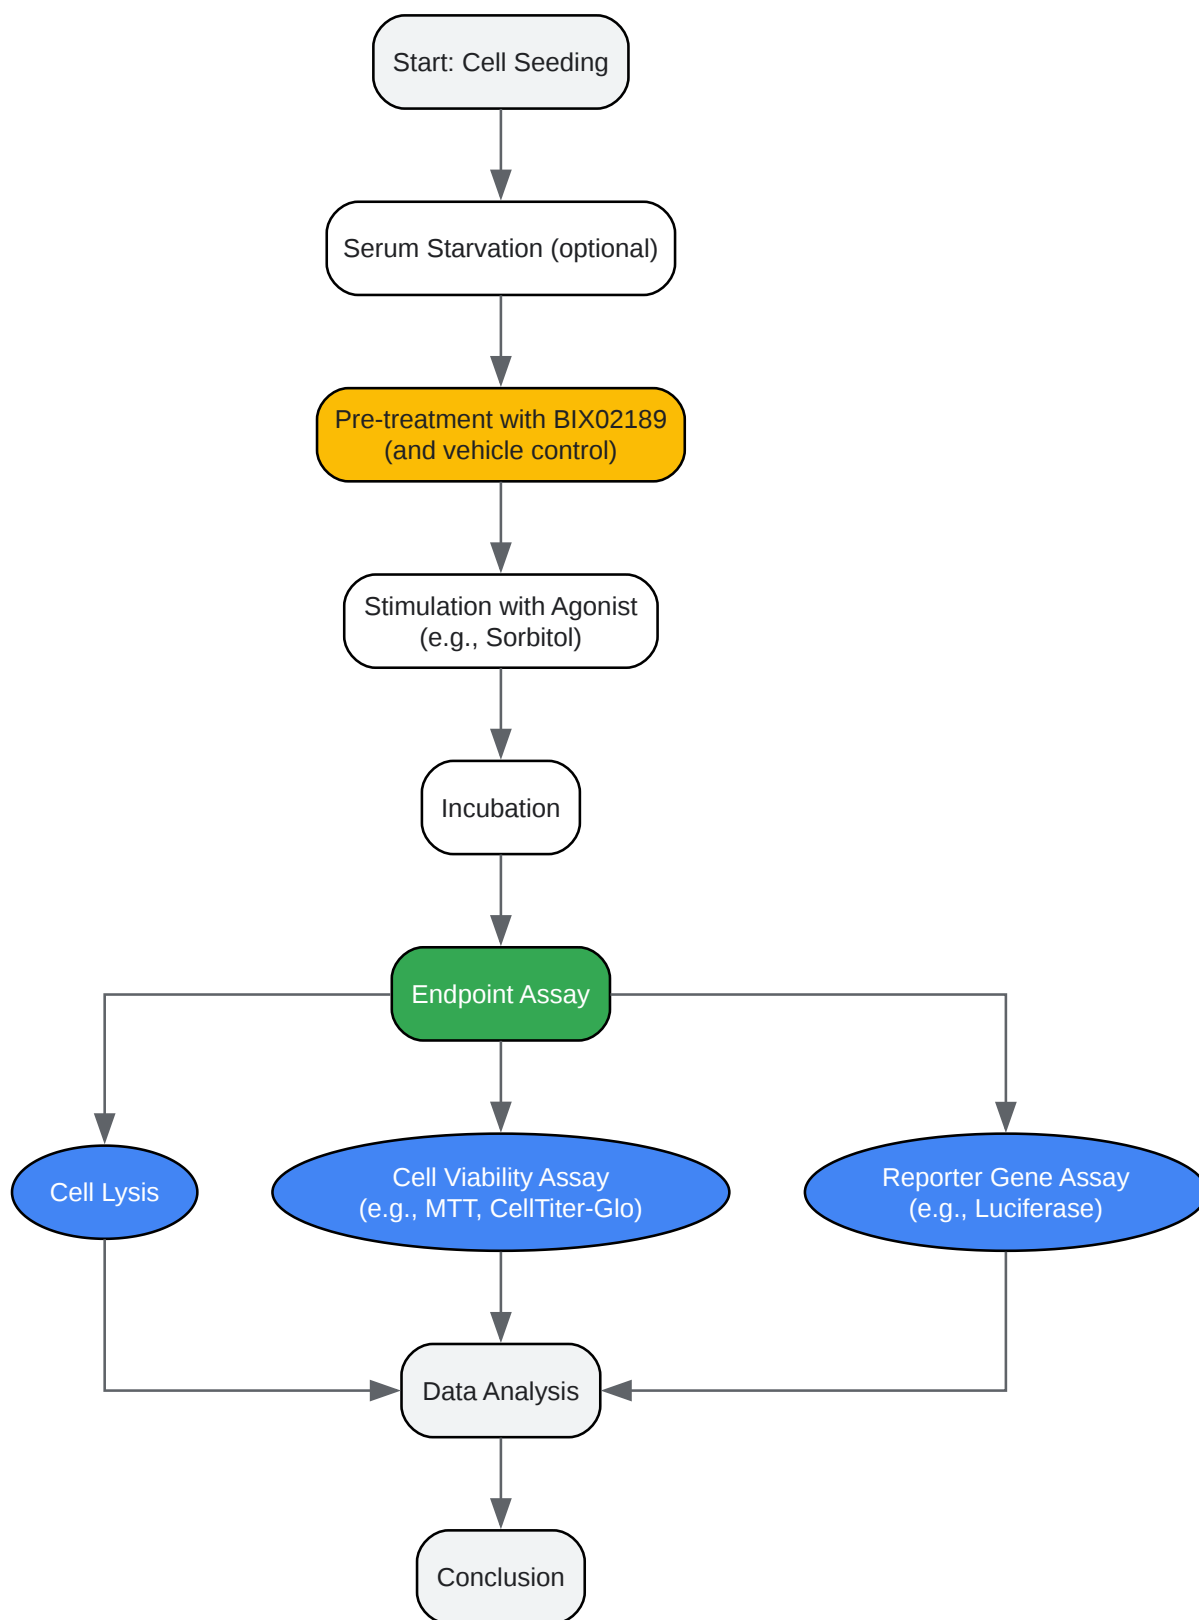 Start: Cell Seeding
Serum Starvation (optional)
Pre-treatment with BIX02189
(and vehicle control)
Stimulation with Agonist
(e.g., Sorbitol)
Incubation
Endpoint Assay
Cell Lysis
Cell Viability Assay
(e.g., MTT, CellTiter-Glo)
Reporter Gene Assay
(e.g., Luciferase)
Data Analysis
Conclusion